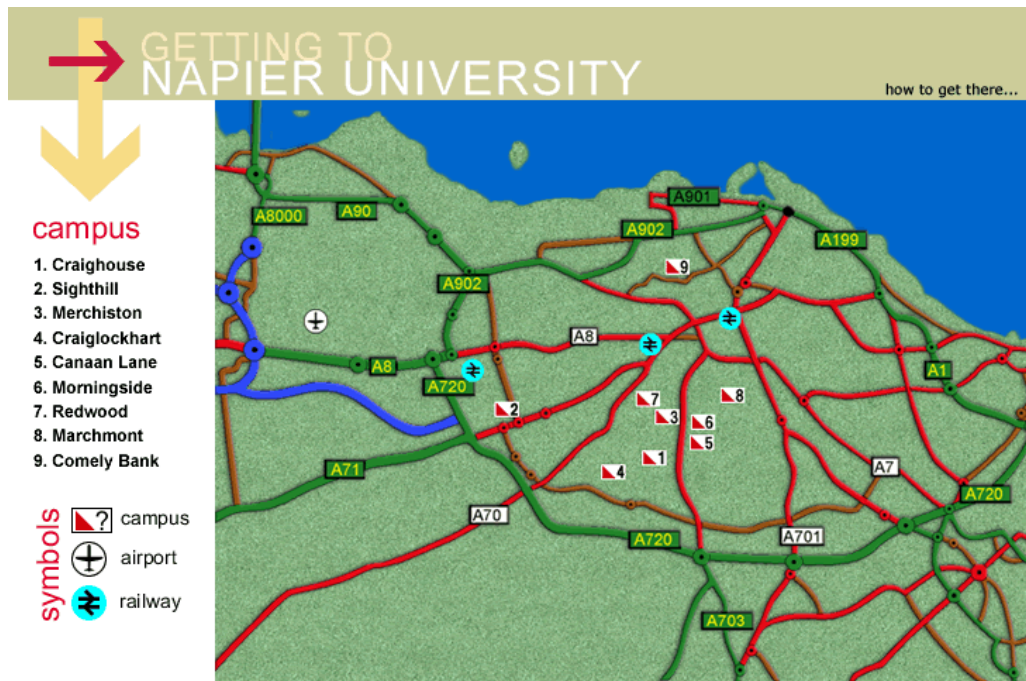 GETTING TO
NAPIER UNIVERSITY
how to get there...
campus
1. Craighouse
2. Sighthill
3. Merchiston
4. Craiglockhart
5. Canaan Lane
6. Morningside
7. Redwood
8. Marchmont
9. Comely Bank
symbols
? campus
airport
railway
A901
A8000
A90
A902
A199
9
A902
A8
A8
A720
A1
7
8
2
3
6
5
1
4
A71
A7
A720
A70
A720
A701
A703